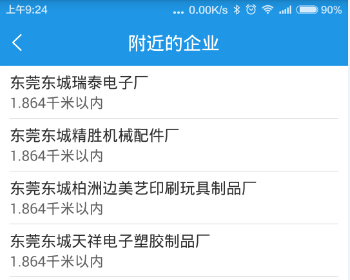 上午9:24 ... 0.00K/s 90%
附近的企业
东莞东城瑞泰电子厂
1.864千米以内
东莞东城精胜机械配件厂
1.864千米以内
东莞东城柏洲边美艺印刷玩具制品厂
1.864千米以内
东莞东城天祥电子塑胶制品厂
1.864千米以内